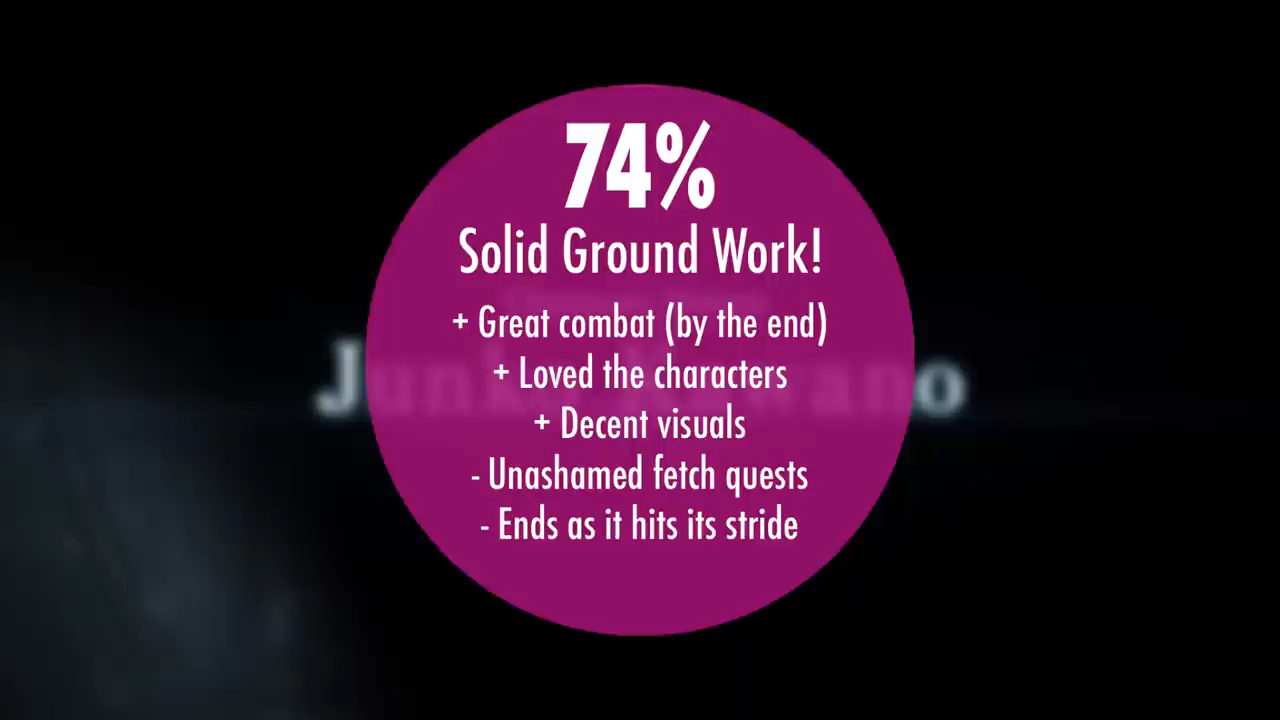 74%
Solid Ground Work!
+ Great combat (by the end)
+ Loved the characters
+ Decent visuals
- Unashamed fetch quests
- Ends as it hits its stride